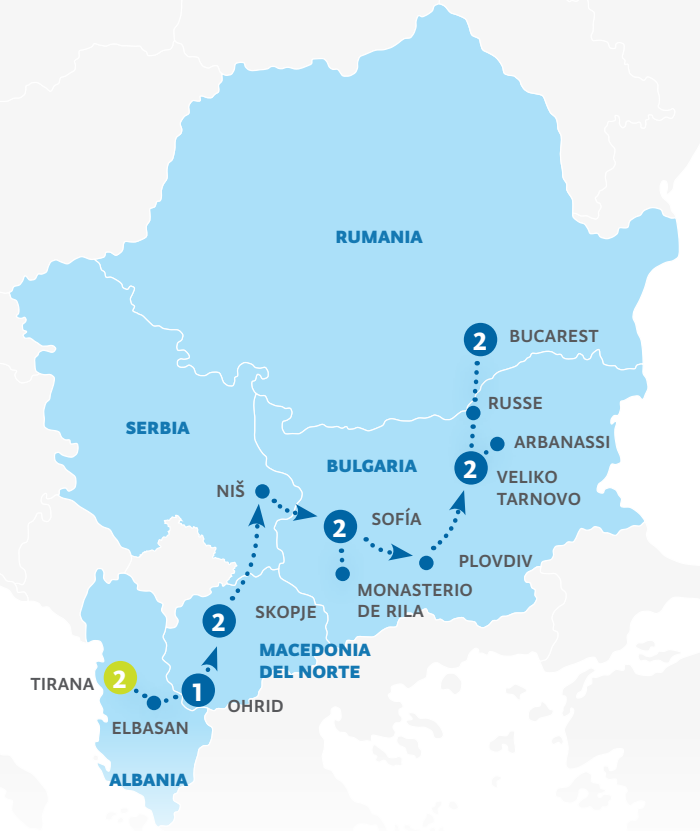 RUMANIA
2
BUCAREST
RUSSE
SERBIA
ARBANASSI
BULGARIA
2
VELIKO
TARNOVO
NIŠ
2
SOFÍA
PLOVDIV
MONASTERIO
DE RILA
2
SKOPJE
MACEDONIA
DEL NORTE
TIRANA
2
1
OHRID
ELBASAN
ALBANIA